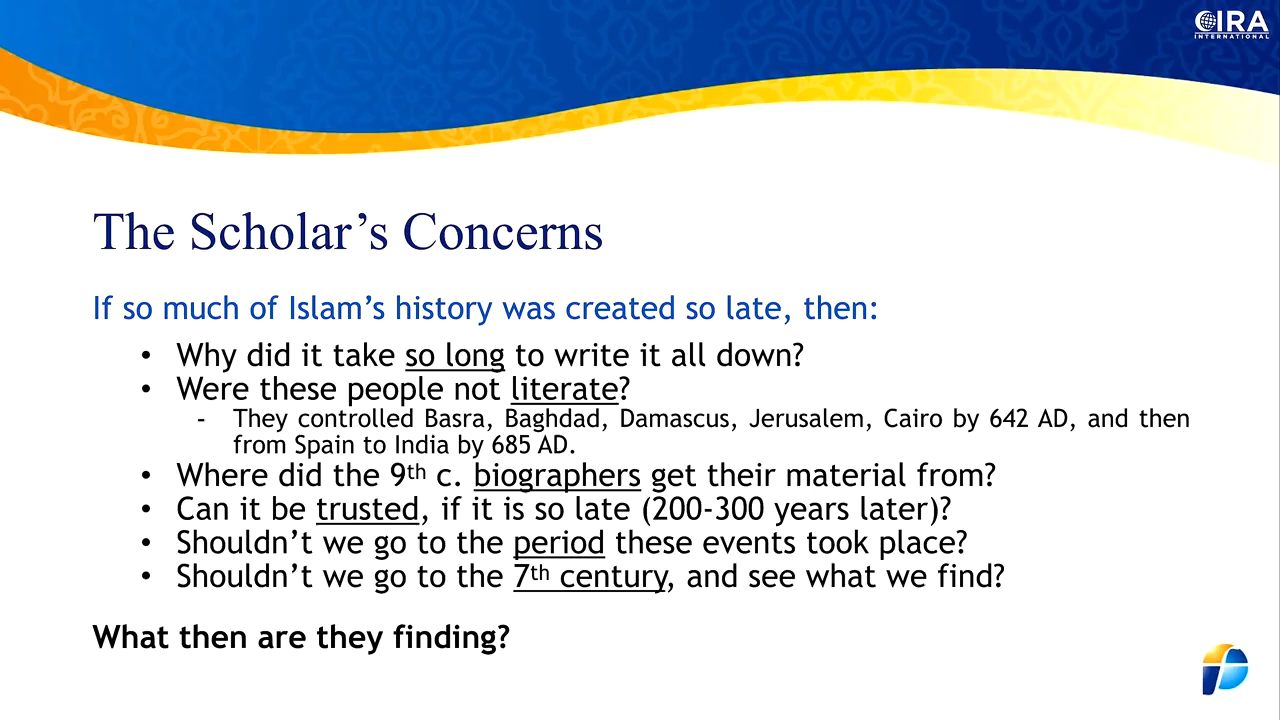 CIRA
INTERNATIONAL
The Scholar’s Concerns
If so much of Islam’s history was created so late, then:
• Why did it take so long to write it all down?
• Were these people not literate?
- They controlled Basra, Baghdad, Damascus, Jerusalem, Cairo by 642 AD, and then
from Spain to India by 685 AD.
• Where did the 9th c. biographers get their material from?
• Can it be trusted, if it is so late (200-300 years later)?
• Shouldn’t we go to the period these events took place?
• Shouldn’t we go to the 7th century, and see what we find?
What then are they finding?